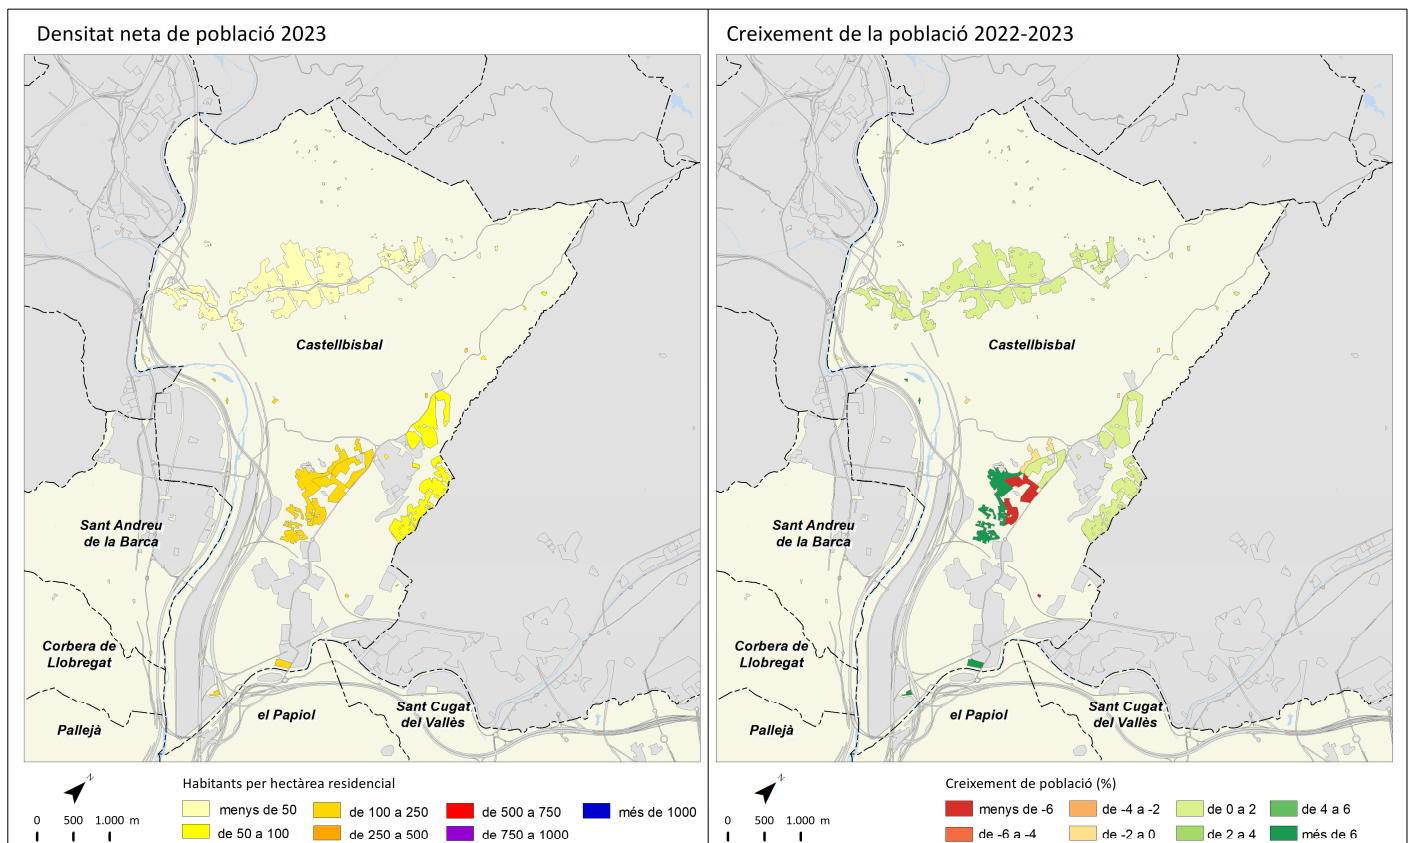 Densitat neta de població 2023
Castellbisbal
Sant Andreu
de la Barca
Corbera de
Llobregat
Pallejà
el Papiol
Sant Cugat
del Vallès
N
0 500 1.000 m
Habitants per hectàrea residencial
menys de 50
de 100 a 250
de 500 a 750
més de 1000
de 50 a 100
de 250 a 500
de 750 a 1000
Creixement de la població 2022-2023
Castellbisbal
Sant Andreu
de la Barca
Corbera de
Llobregat
Pallejà
el Papiol
Sant Cugat
del Vallès
N
0 500 1.000 m
Creixement de població (%)
menys de -6
de -4 a -2
de 0 a 2
de 4 a 6
de -6 a -4
de -2 a 0
de 2 a 4
més de 6